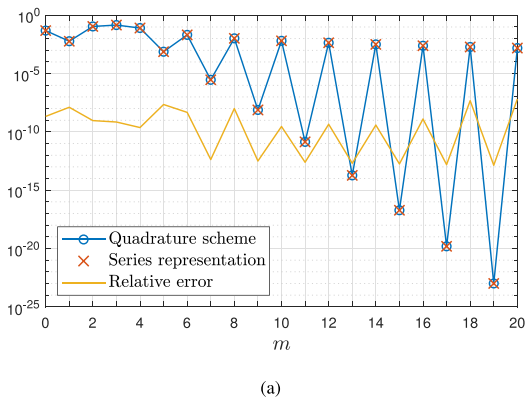 10^0
10^-5
10^-10
10^-15
10^-20
10^-25
Quadrature scheme
Series representation
Relative error
0 2 4 6 8 10 12 14 16 18 20
m
(a)